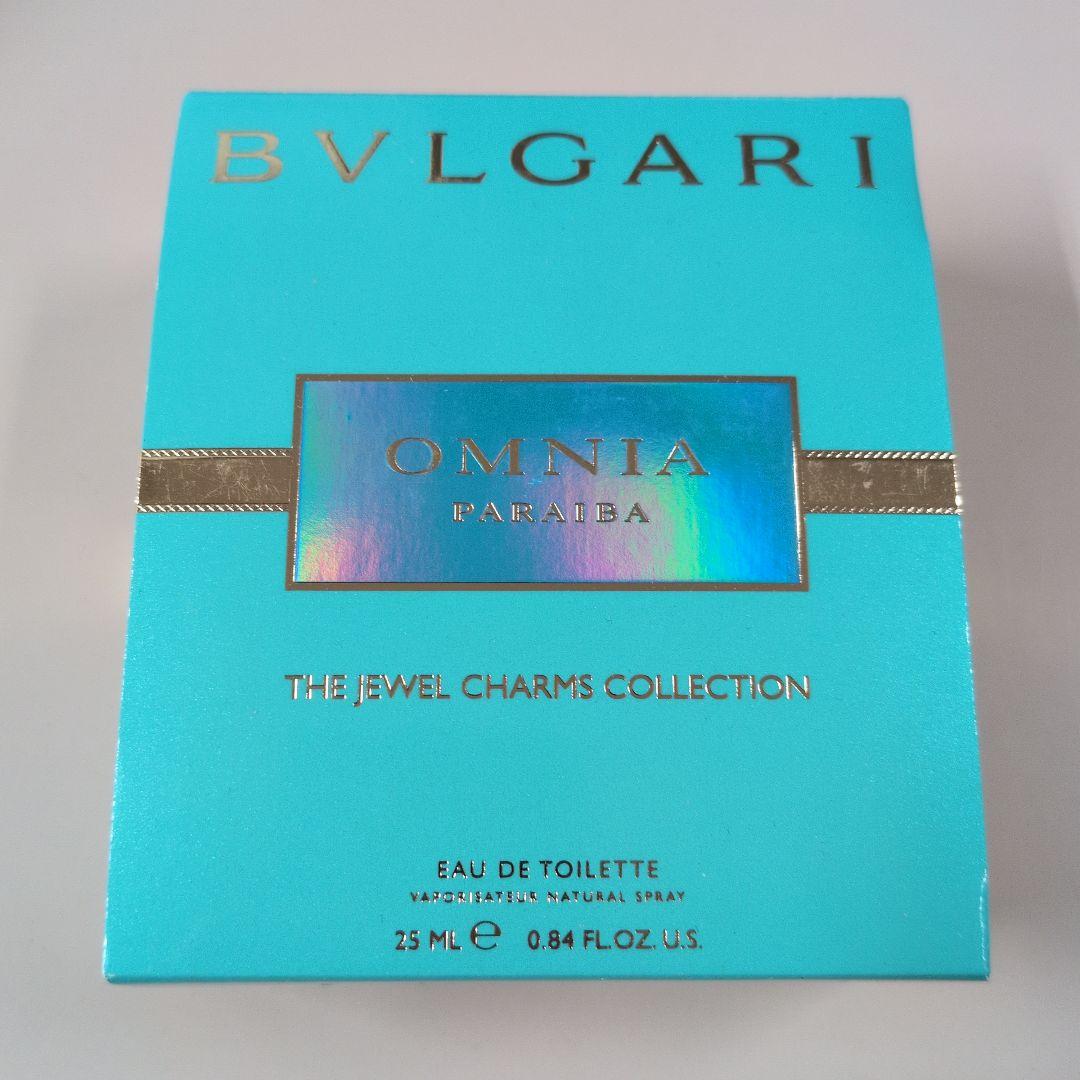 BVLGARI
OMNIA
PARAIBA
THE JEWEL CHARMS COLLECTION
EAU DE TOILETTE
VAPORISATEUR NATURAL SPRAY
25 ML ℮ 0.84 FL.OZ. U.S.